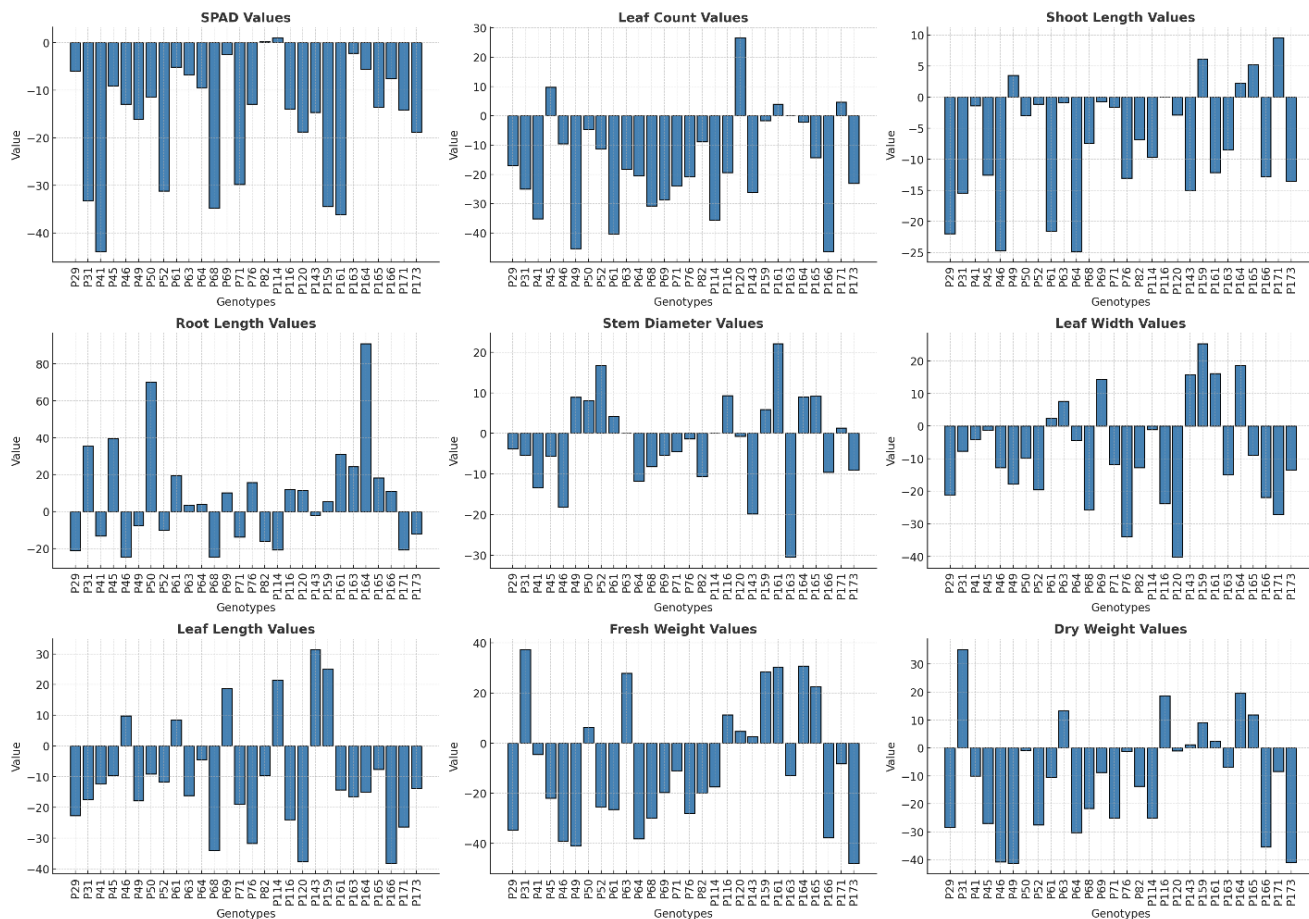 SPAD Values
Value
0
−10
−20
−30
−40
P29 P31 P41 P45 P46 P49 P50 P52 P61 P63 P64 P68 P69 P71 P76 P82 P114 P116 P120 P143 P159 P161 P163 P164 P165 P166 P171 P173
Genotypes
Leaf Count Values
Value
30
20
10
0
−10
−20
−30
−40
P29 P31 P41 P45 P46 P49 P50 P52 P61 P63 P64 P68 P69 P71 P76 P82 P114 P116 P120 P143 P159 P161 P163 P164 P165 P166 P171 P173
Genotypes
Shoot Length Values
Value
10
5
0
−5
−10
−15
−20
−25
P29 P31 P41 P45 P46 P49 P50 P52 P61 P63 P64 P68 P69 P71 P76 P82 P114 P116 P120 P143 P159 P161 P163 P164 P165 P166 P171 P173
Genotypes
Root Length Values
Value
80
60
40
20
0
−20
P29 P31 P41 P45 P46 P49 P50 P52 P61 P63 P64 P68 P69 P71 P76 P82 P114 P116 P120 P143 P159 P161 P163 P164 P165 P166 P171 P173
Genotypes
Stem Diameter Values
Value
20
10
0
−10
−20
−30
P29 P31 P41 P45 P46 P49 P50 P52 P61 P63 P64 P68 P69 P71 P76 P82 P114 P116 P120 P143 P159 P161 P163 P164 P165 P166 P171 P173
Genotypes
Leaf Width Values
Value
20
10
0
−10
−20
−30
−40
P29 P31 P41 P45 P46 P49 P50 P52 P61 P63 P64 P68 P69 P71 P76 P82 P114 P116 P120 P143 P159 P161 P163 P164 P165 P166 P171 P173
Genotypes
Leaf Length Values
Value
30
20
10
0
−10
−20
−30
−40
P29 P31 P41 P45 P46 P49 P50 P52 P61 P63 P64 P68 P69 P71 P76 P82 P114 P116 P120 P143 P159 P161 P163 P164 P165 P166 P171 P173
Genotypes
Fresh Weight Values
Value
40
20
0
−20
−40
P29 P31 P41 P45 P46 P49 P50 P52 P61 P63 P64 P68 P69 P71 P76 P82 P114 P116 P120 P143 P159 P161 P163 P164 P165 P166 P171 P173
Genotypes
Dry Weight Values
Value
30
20
10
0
−10
−20
−30
−40
P29 P31 P41 P45 P46 P49 P50 P52 P61 P63 P64 P68 P69 P71 P76 P82 P114 P116 P120 P143 P159 P161 P163 P164 P165 P166 P171 P173
Genotypes